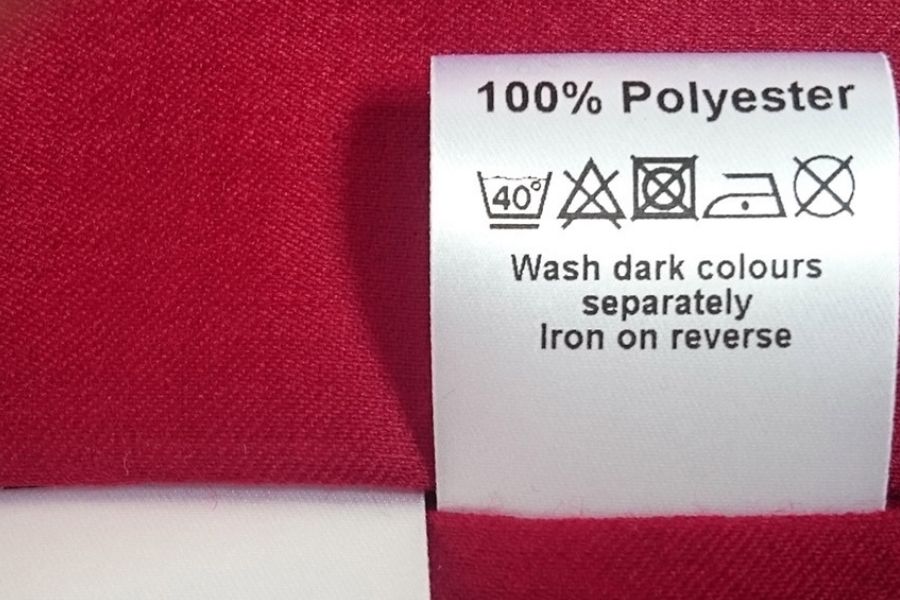 100% Polyester
40°
Wash dark colours
separately
Iron on reverse